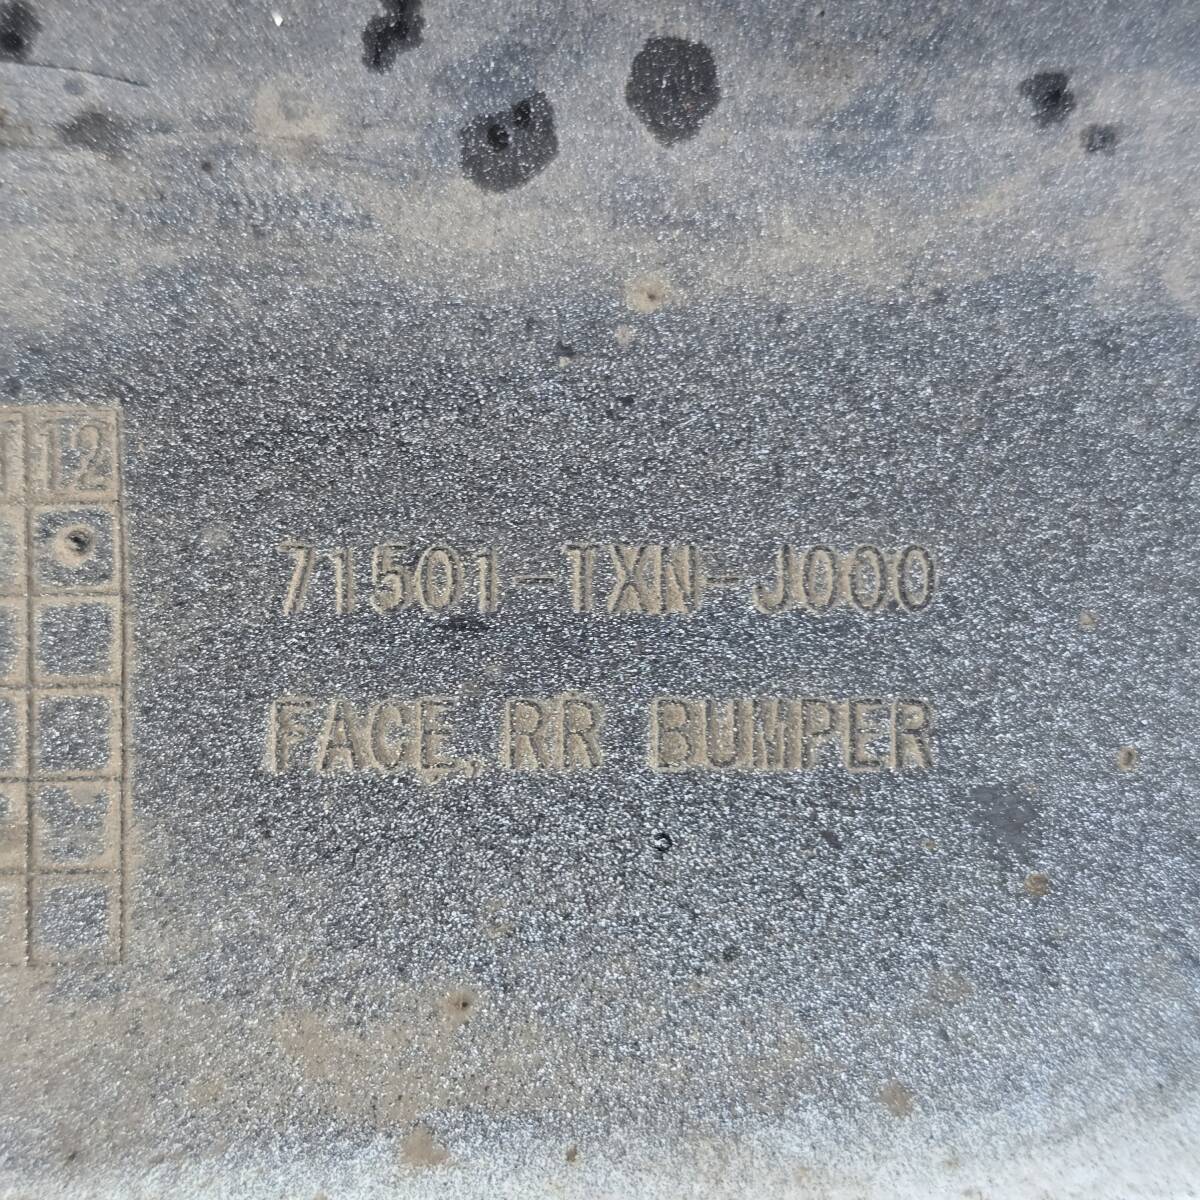 12
71501-TXN-J000
FACE, RR BUMPER